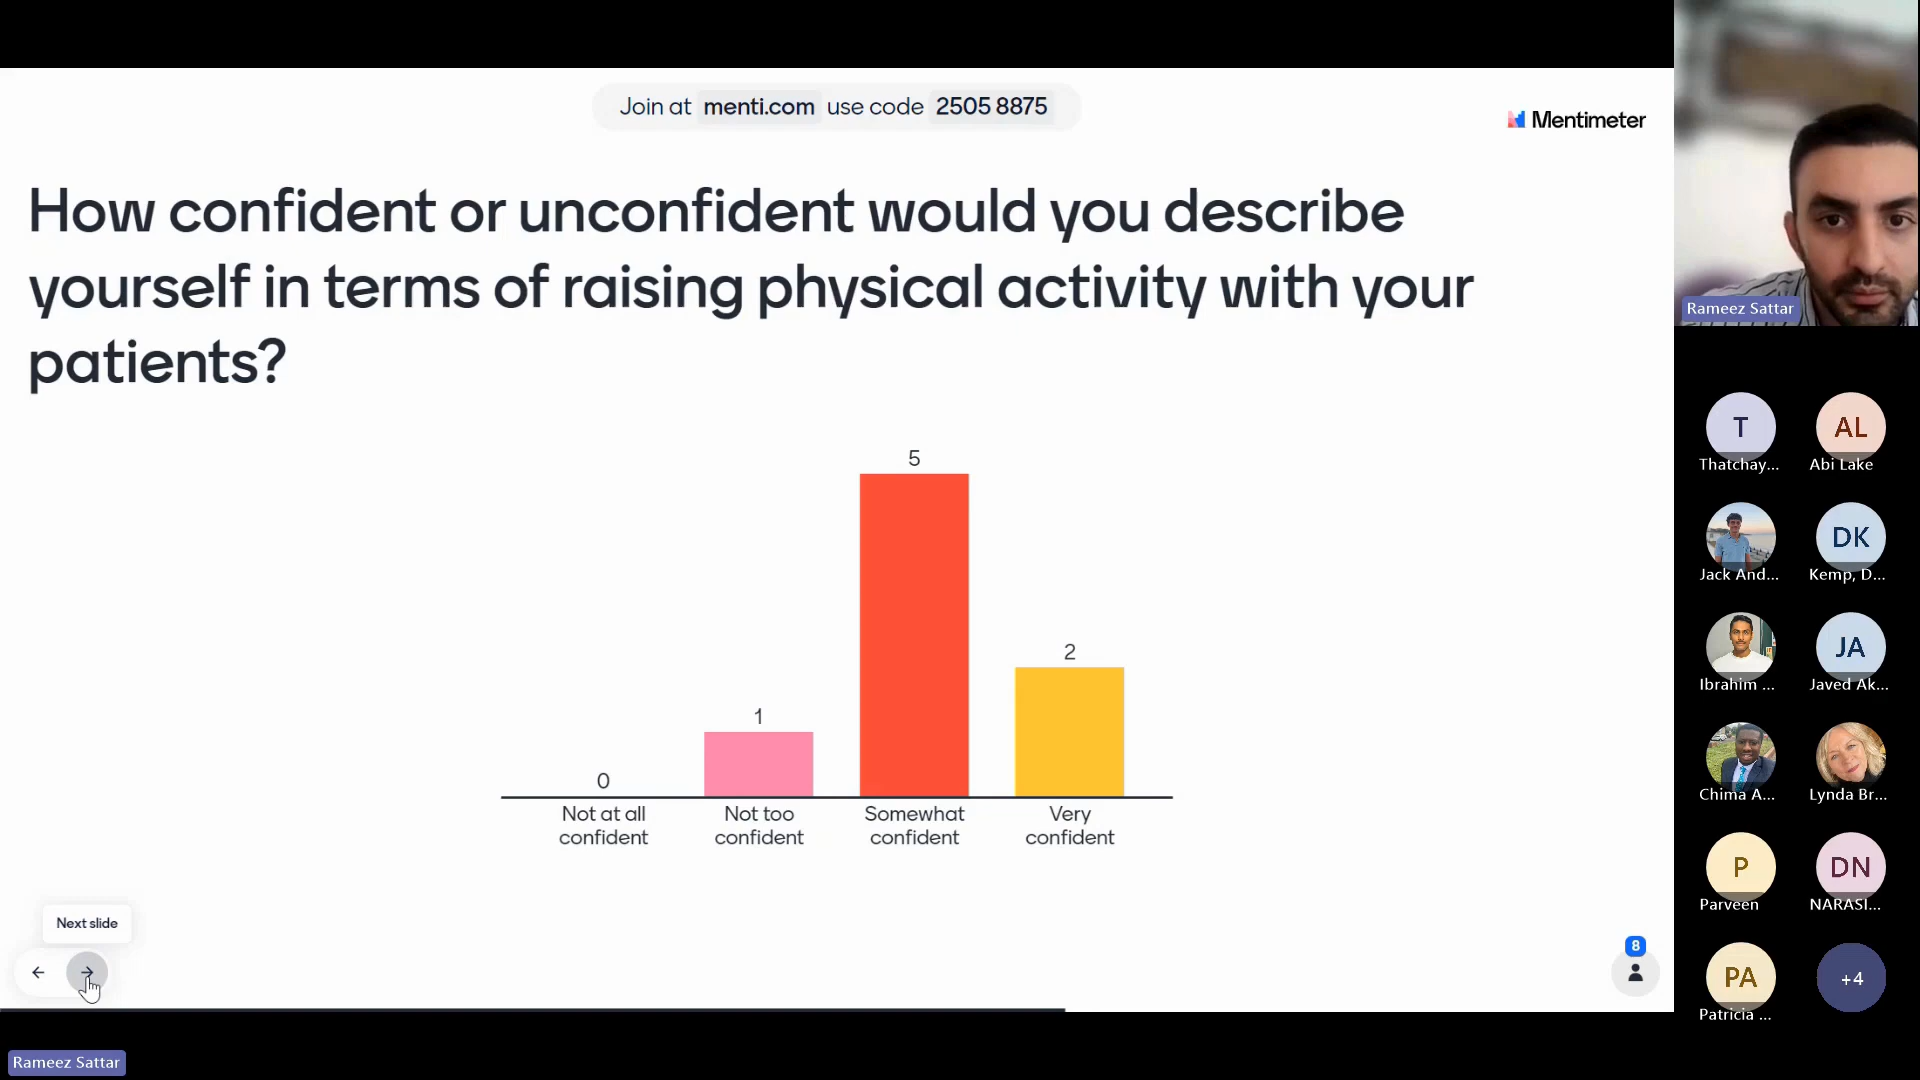 Join at menti.com use code 2505 8875
Mentimeter
How confident or unconfident would you describe
yourself in terms of raising physical activity with your
patients?
5
2
1
0
Not at all
confident
Not too
confident
Somewhat
confident
Very
confident
Next slide
8
Rameez Sattar
Rameez Sattar
T
Thatchay...
AL
Abi Lake
Jack And...
DK
Kemp, D...
Ibrahim ...
JA
Javed Ak...
Chima A...
Lynda Br...
P
Parveen
DN
NARASI...
PA
Patricia ...
+4